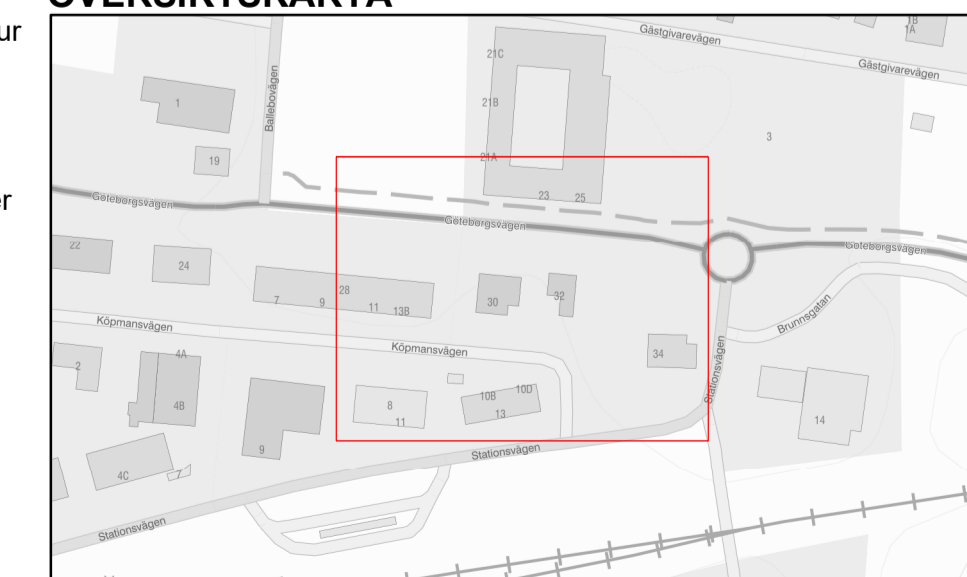 ÖVERSIKTSKARTA
ur
er
Gästgivarevägen
1B
1A
Gästgivarevägen
21C
Ballebovägen
1
21B
3
19
21A
23
25
Göteborgsvägen
Göteborgsvägen
Göteborgsvägen
22
24
28
7
9
11
13B
30
32
Brunnsgatan
Köpmansvägen
Köpmansvägen
34
Stationsvägen
2
4A
4B
8
11
10B
10D
13
14
9
Stationsvägen
4C
7
Stationsvägen